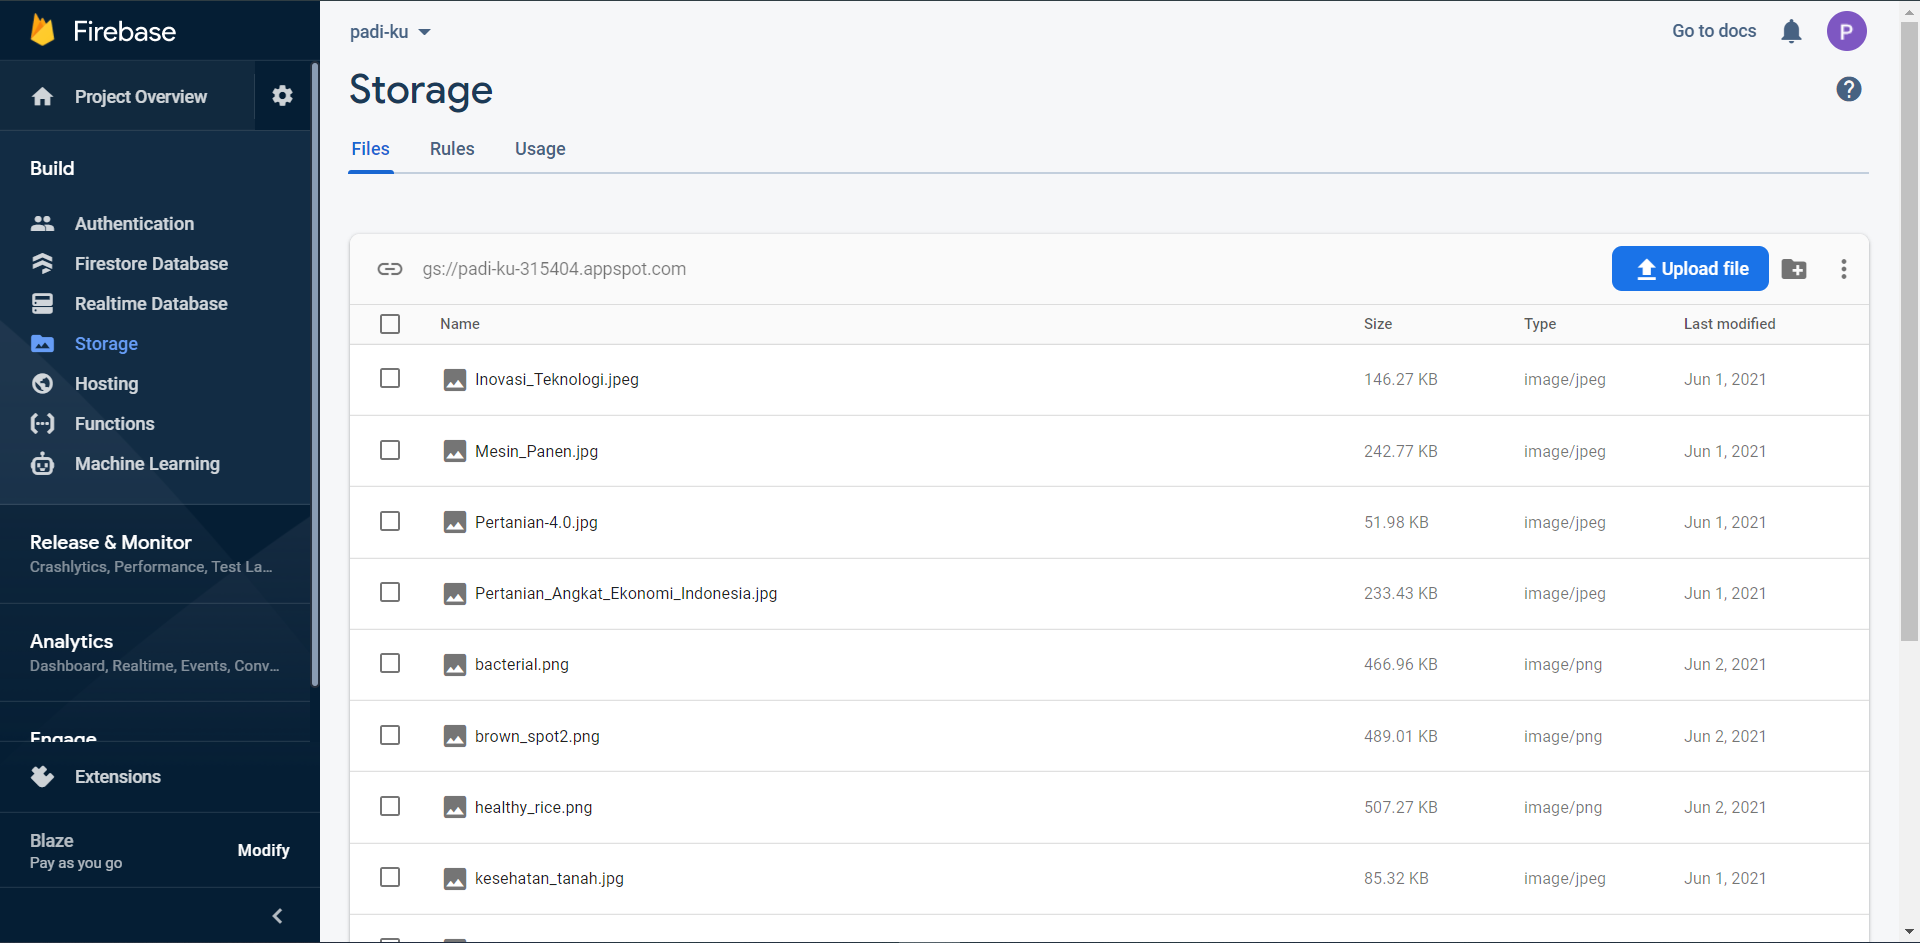 Firebase
Project Overview
Build
Authentication
Firestore Database
Realtime Database
Storage
Hosting
Functions
Machine Learning
Release & Monitor
Crashlytics, Performance, Test La...
Analytics
Dashboard, Realtime, Events, Conv...
Engage
Extensions
Blaze
Pay as you go
Modify
padi-ku
Go to docs
P
Storage
Files Rules Usage
gs://padi-ku-315404.appspot.com
Upload file
Name Size Type Last modified
Inovasi_Teknologi.jpeg 146.27 KB image/jpeg Jun 1, 2021
Mesin_Panen.jpg 242.77 KB image/jpeg Jun 1, 2021
Pertanian-4.0.jpg 51.98 KB image/jpeg Jun 1, 2021
Pertanian_Angkat_Ekonomi_Indonesia.jpg 233.43 KB image/jpeg Jun 1, 2021
bacterial.png 466.96 KB image/png Jun 2, 2021
brown_spot2.png 489.01 KB image/png Jun 2, 2021
healthy_rice.png 507.27 KB image/png Jun 2, 2021
kesehatan_tanah.jpg 85.32 KB image/jpeg Jun 1, 2021